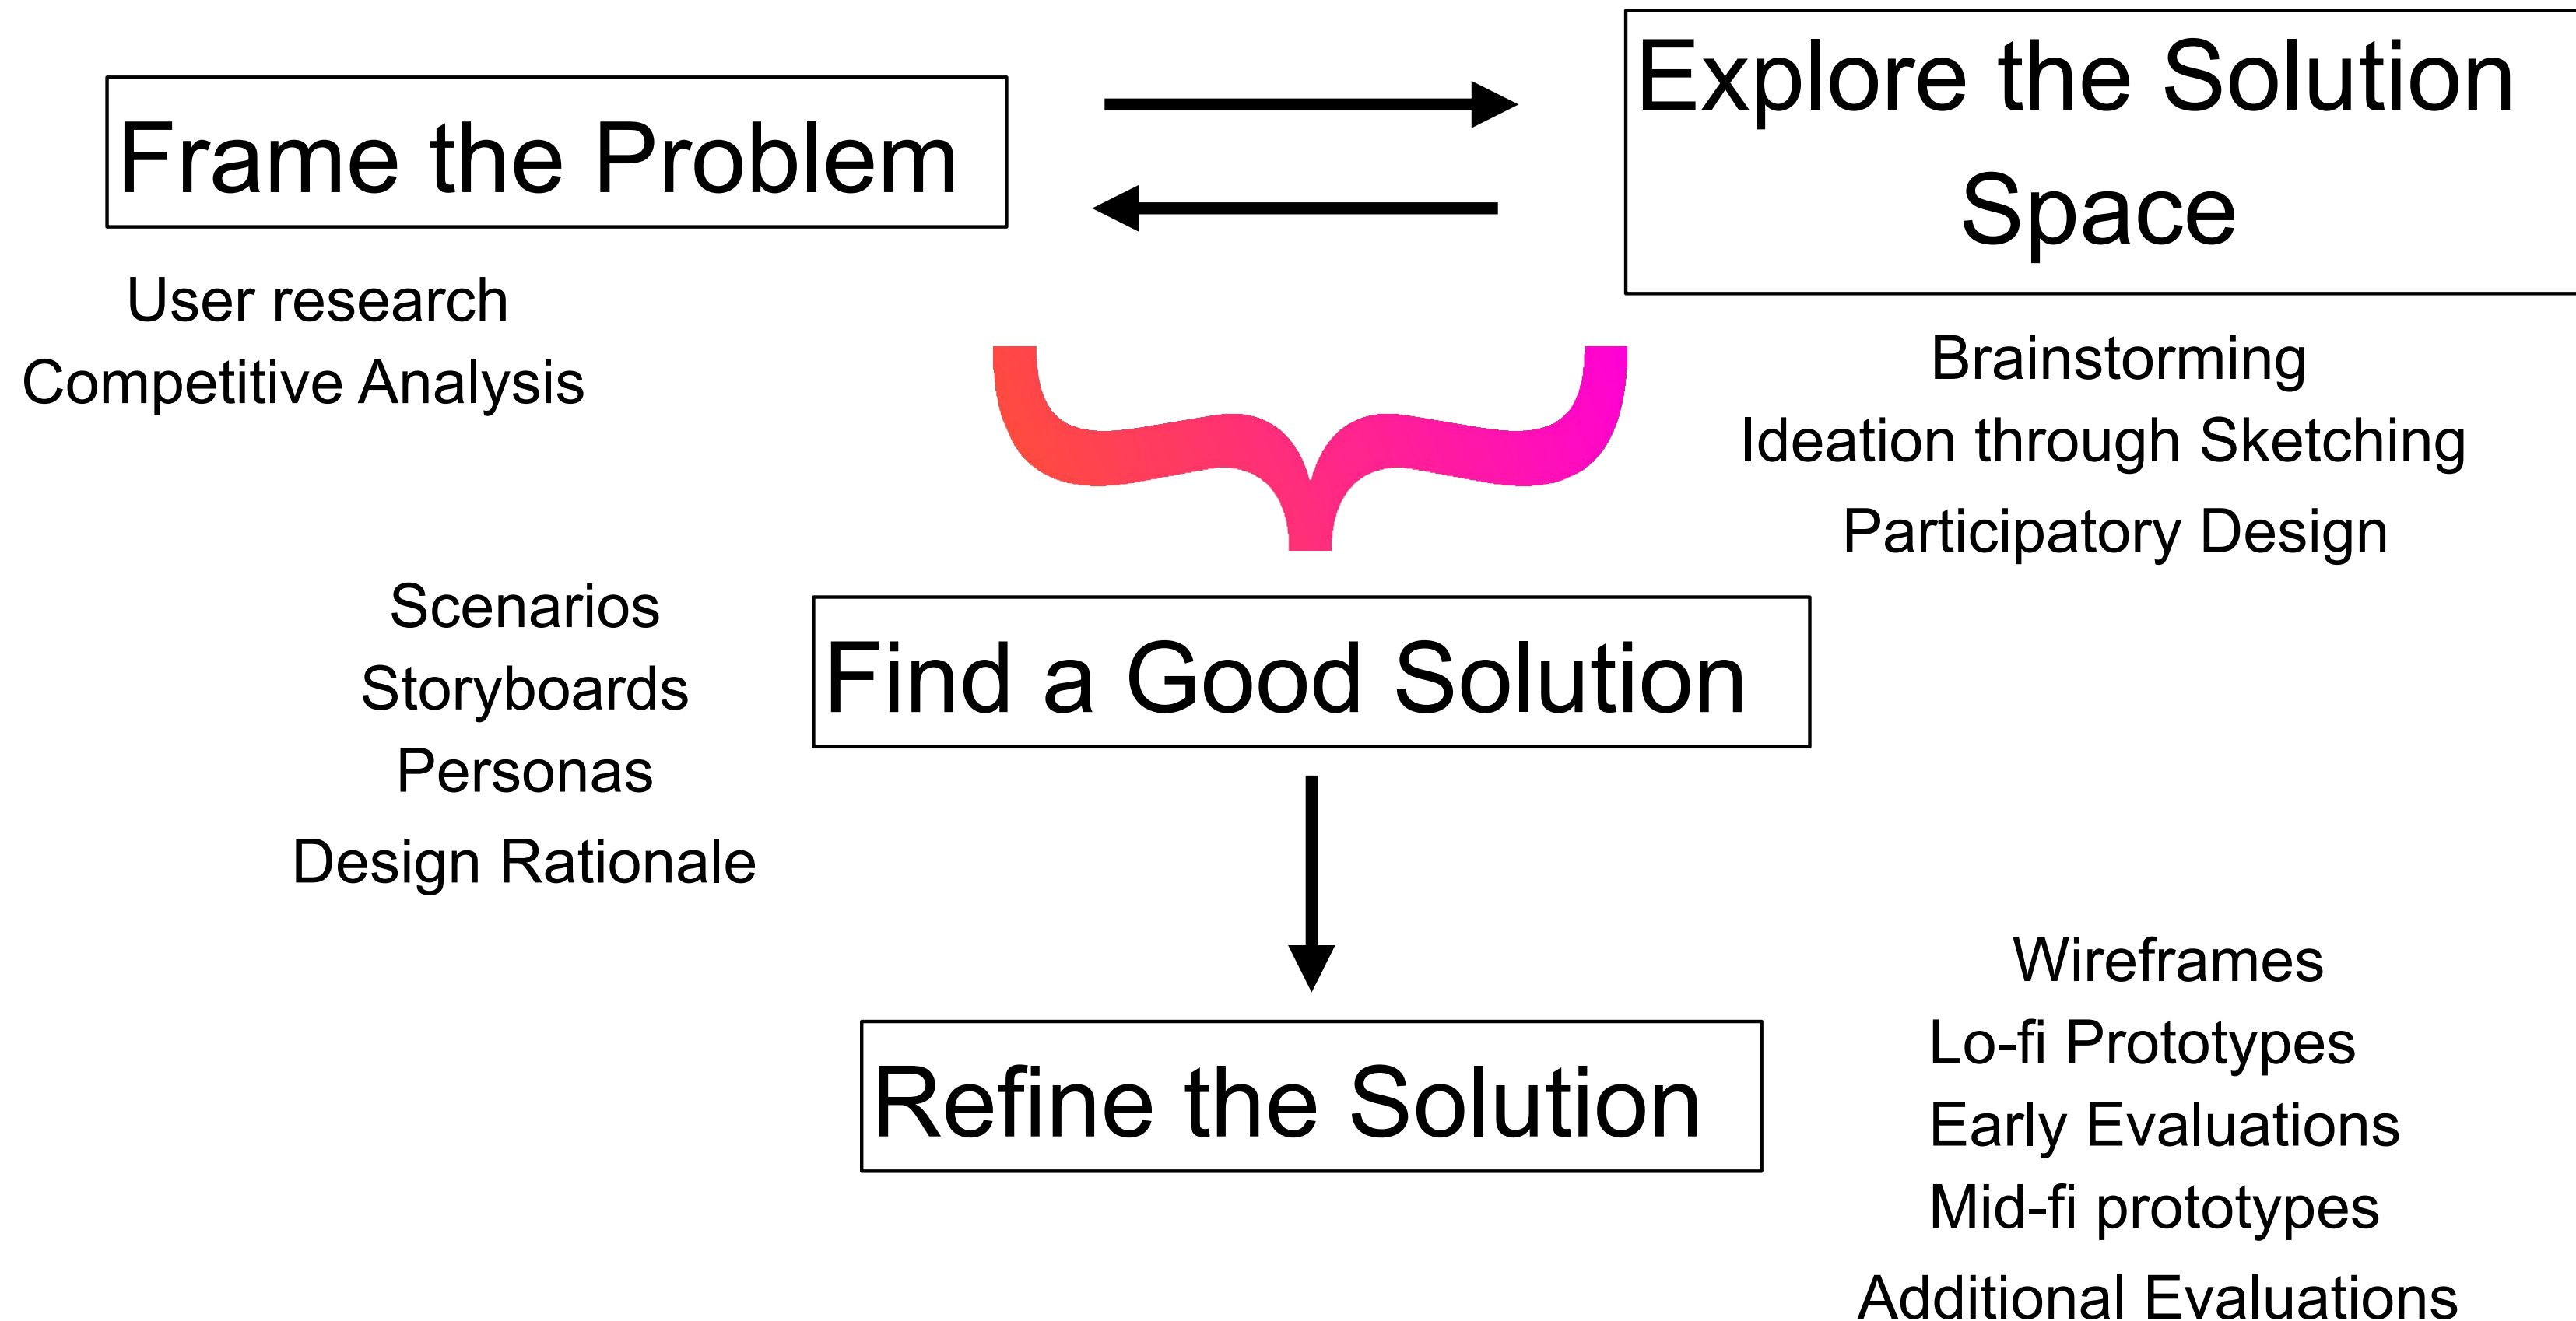 Frame the Problem
Explore the Solution
Space
User research
Competitive Analysis
Brainstorming
Ideation through Sketching
Participatory Design
Scenarios
Storyboards
Personas
Design Rationale
Find a Good Solution
Refine the Solution
Wireframes
Lo-fi Prototypes
Early Evaluations
Mid-fi prototypes
Additional Evaluations